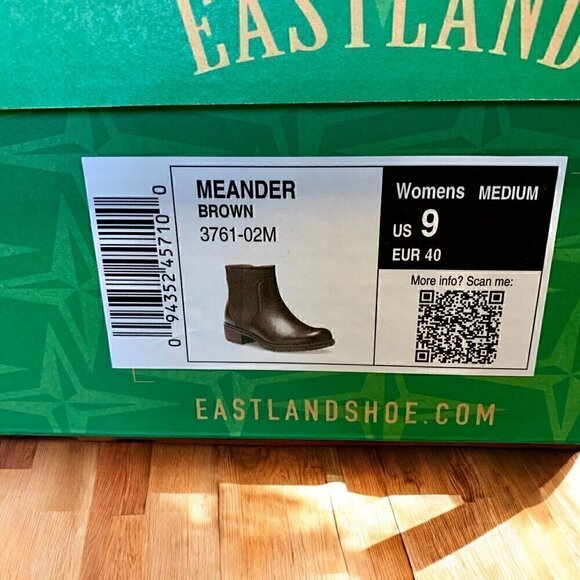 EASTLAND
MEANDER
BROWN
3761-02M
Womens MEDIUM
US 9
EUR 40
More info? Scan me:
0 94352 45710 0
EASTLANDSHOE.COM